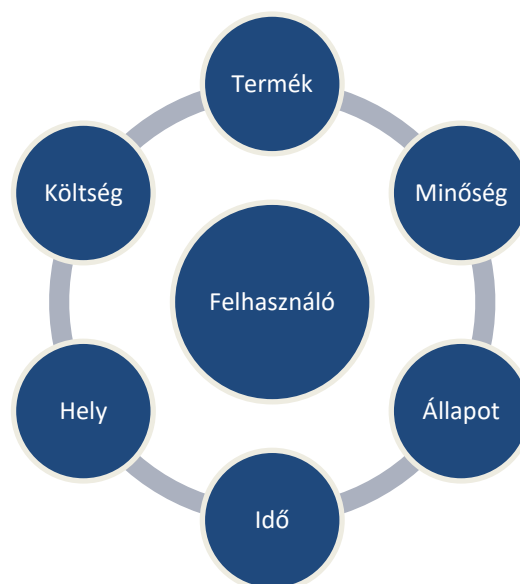 Termék
Költség
Minőség
Felhasználó
Hely
Állapot
Idő